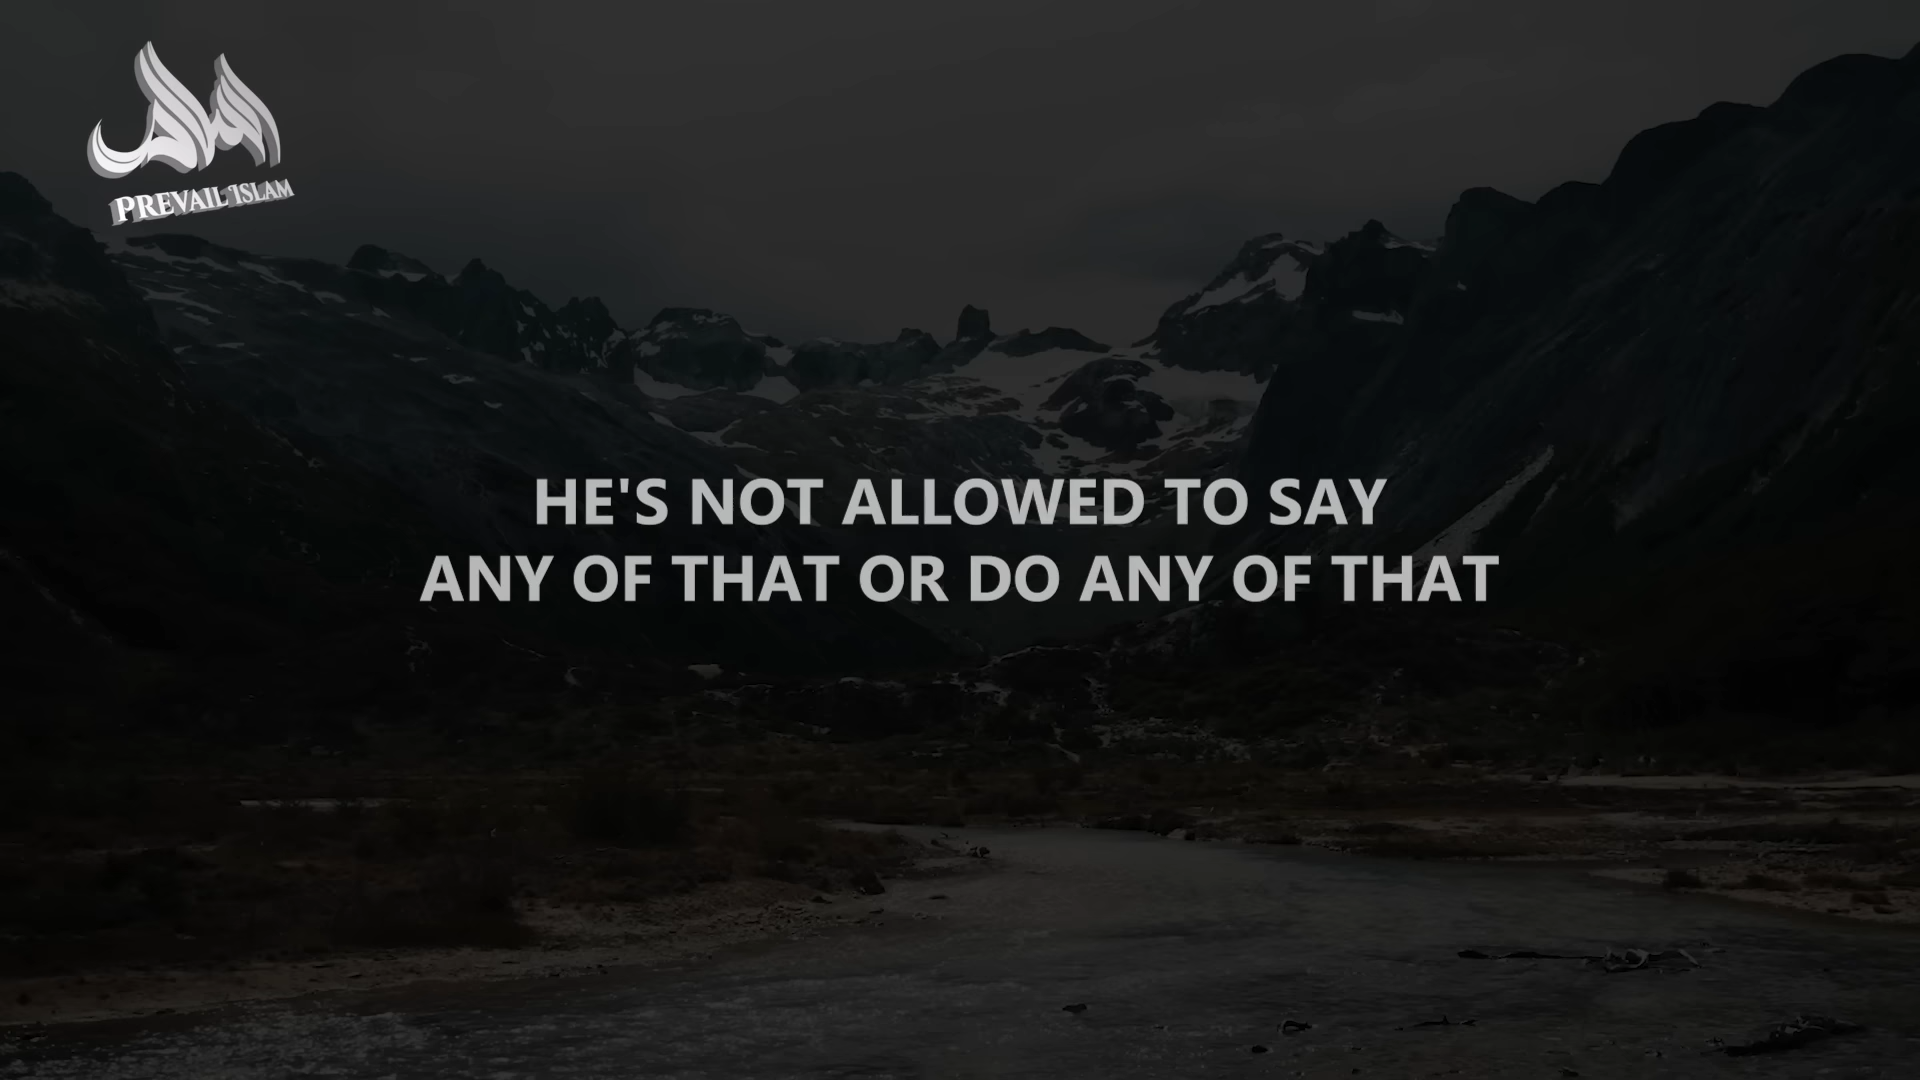 PREVAIL ISLAM
HE'S NOT ALLOWED TO SAY
ANY OF THAT OR DO ANY OF THAT